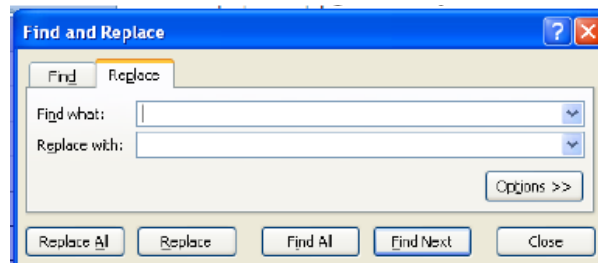 Find and Replace
Find Replace
Find what:
Replace with:
Options >>
Replace All Replace Find All Find Next Close